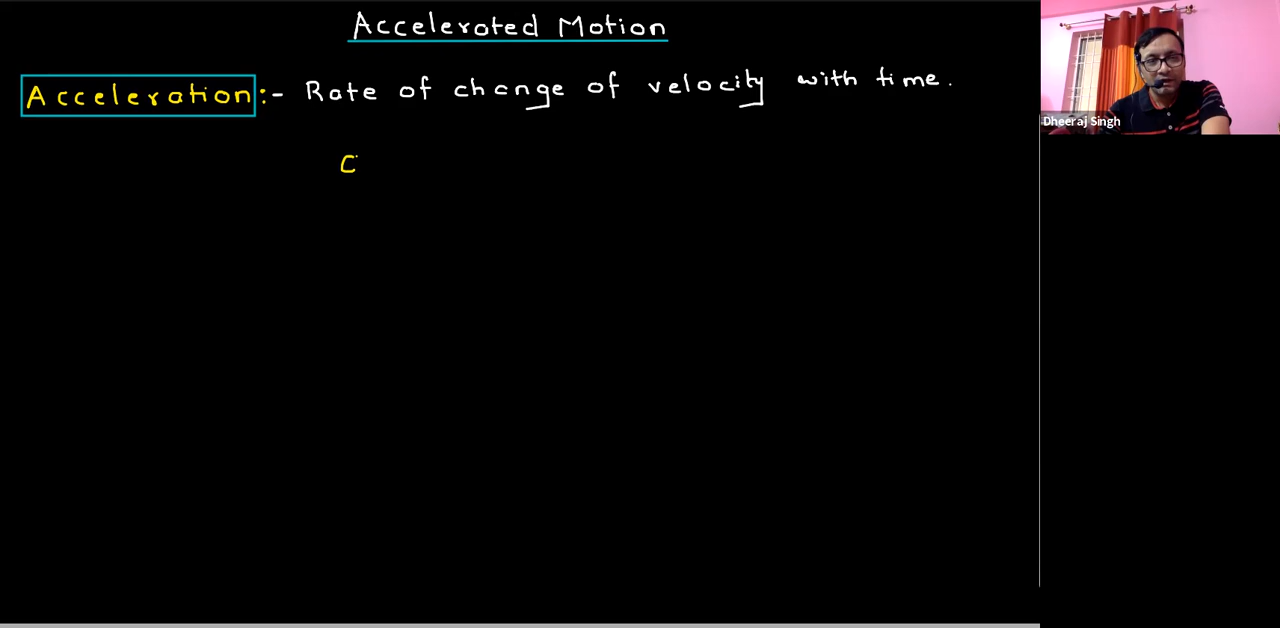 Accelerated Motion
Acceleration :- Rate of change of velocity with time.
Dheeraj Singh
C